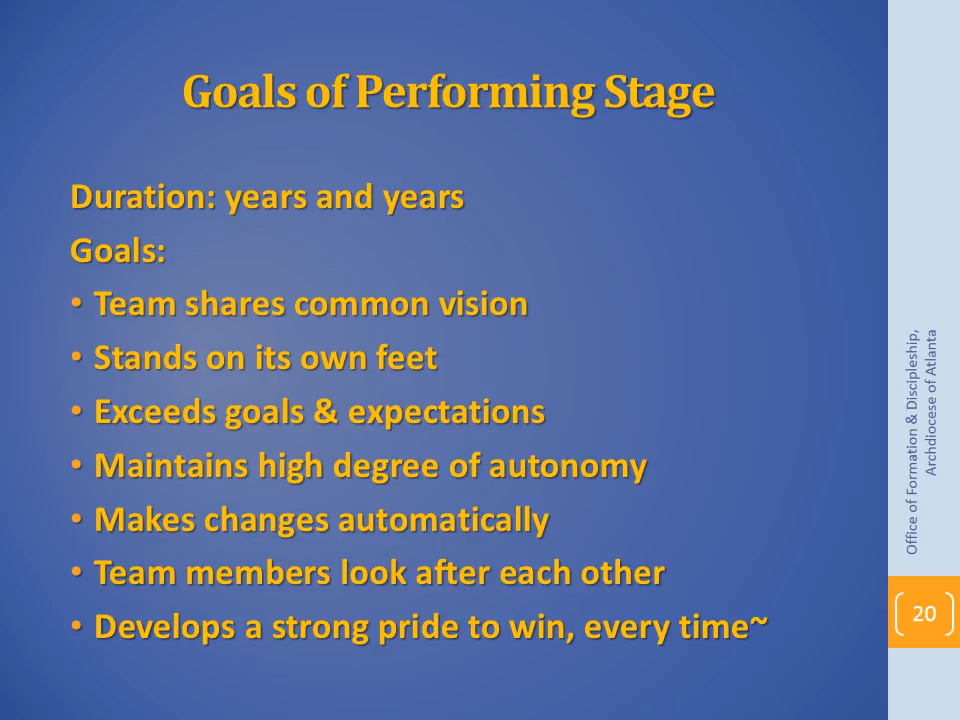 Goals of Performing Stage
Duration: years and years
Goals:
• Team shares common vision
• Stands on its own feet
• Exceeds goals & expectations
• Maintains high degree of autonomy
• Makes changes automatically
• Team members look after each other
• Develops a strong pride to win, every time~
Office of Formation & Discipleship,
Archdiocese of Atlanta
20